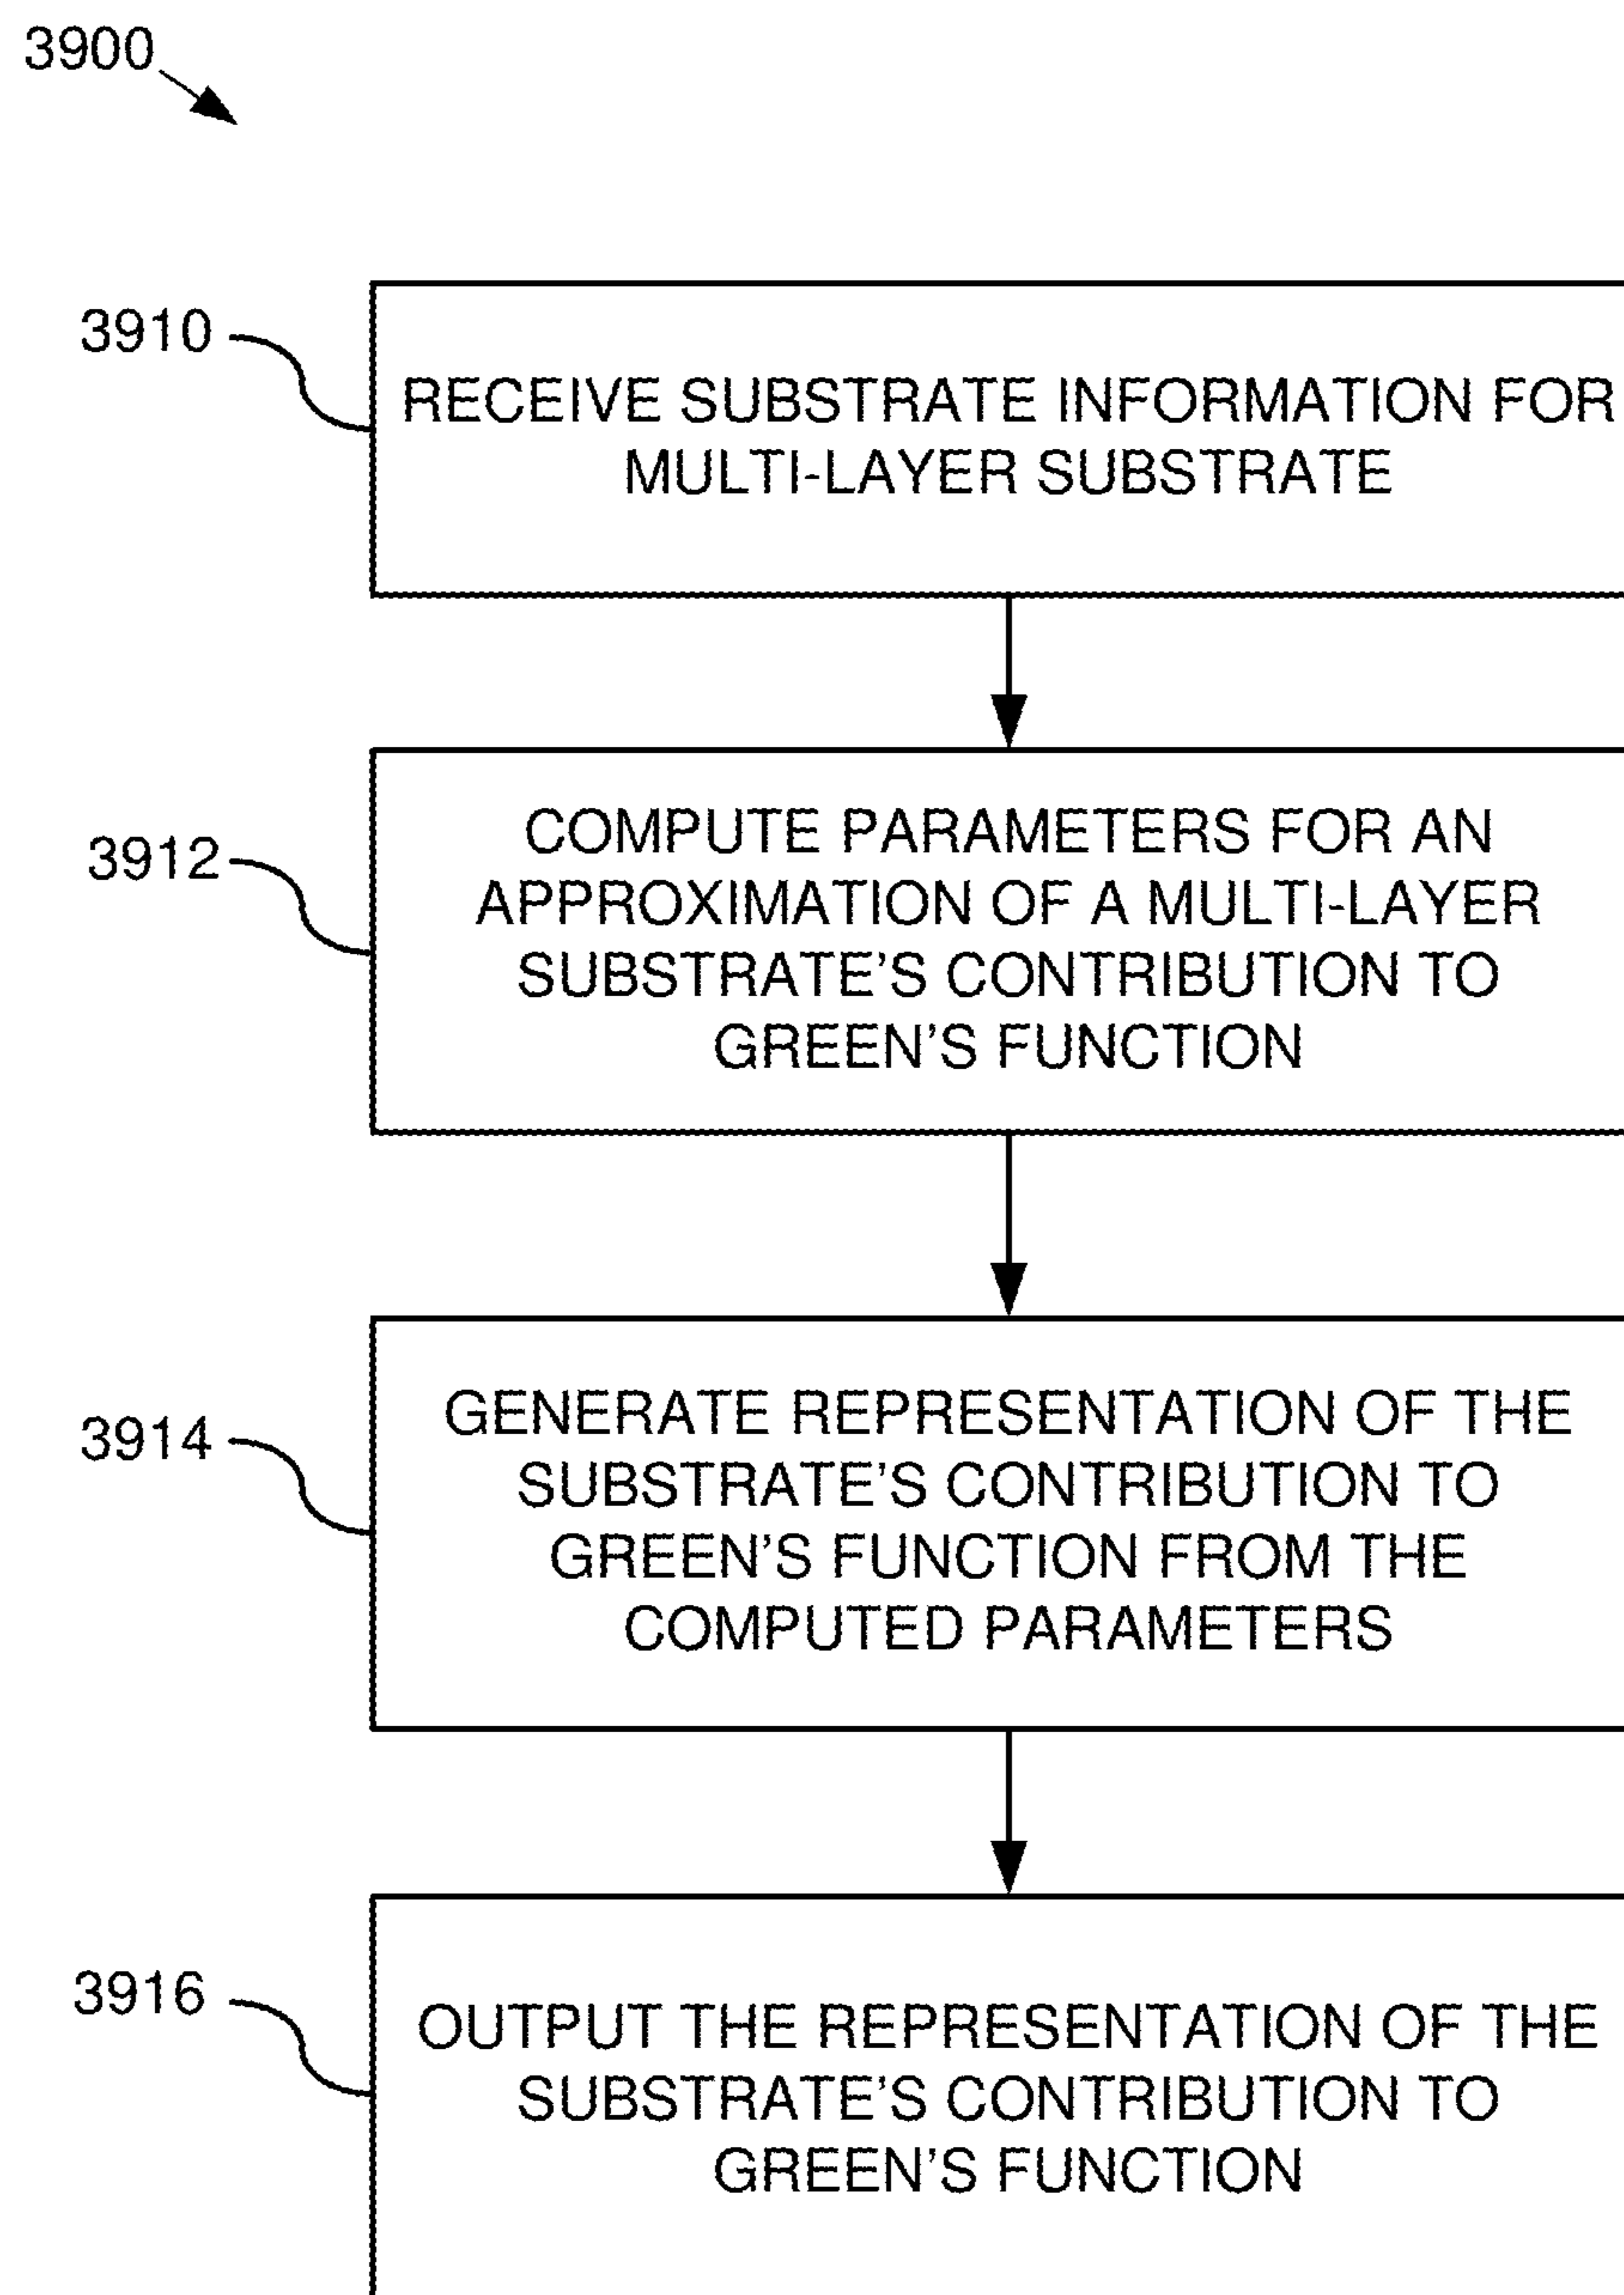 3900
3910
RECEIVE SUBSTRATE INFORMATION FOR
MULTI-LAYER SUBSTRATE
3912
COMPUTE PARAMETERS FOR AN
APPROXIMATION OF A MULTI-LAYER
SUBSTRATE'S CONTRIBUTION TO
GREEN'S FUNCTION
3914
GENERATE REPRESENTATION OF THE
SUBSTRATE'S CONTRIBUTION TO
GREEN'S FUNCTION FROM THE
COMPUTED PARAMETERS
3916
OUTPUT THE REPRESENTATION OF THE
SUBSTRATE'S CONTRIBUTION TO
GREEN'S FUNCTION